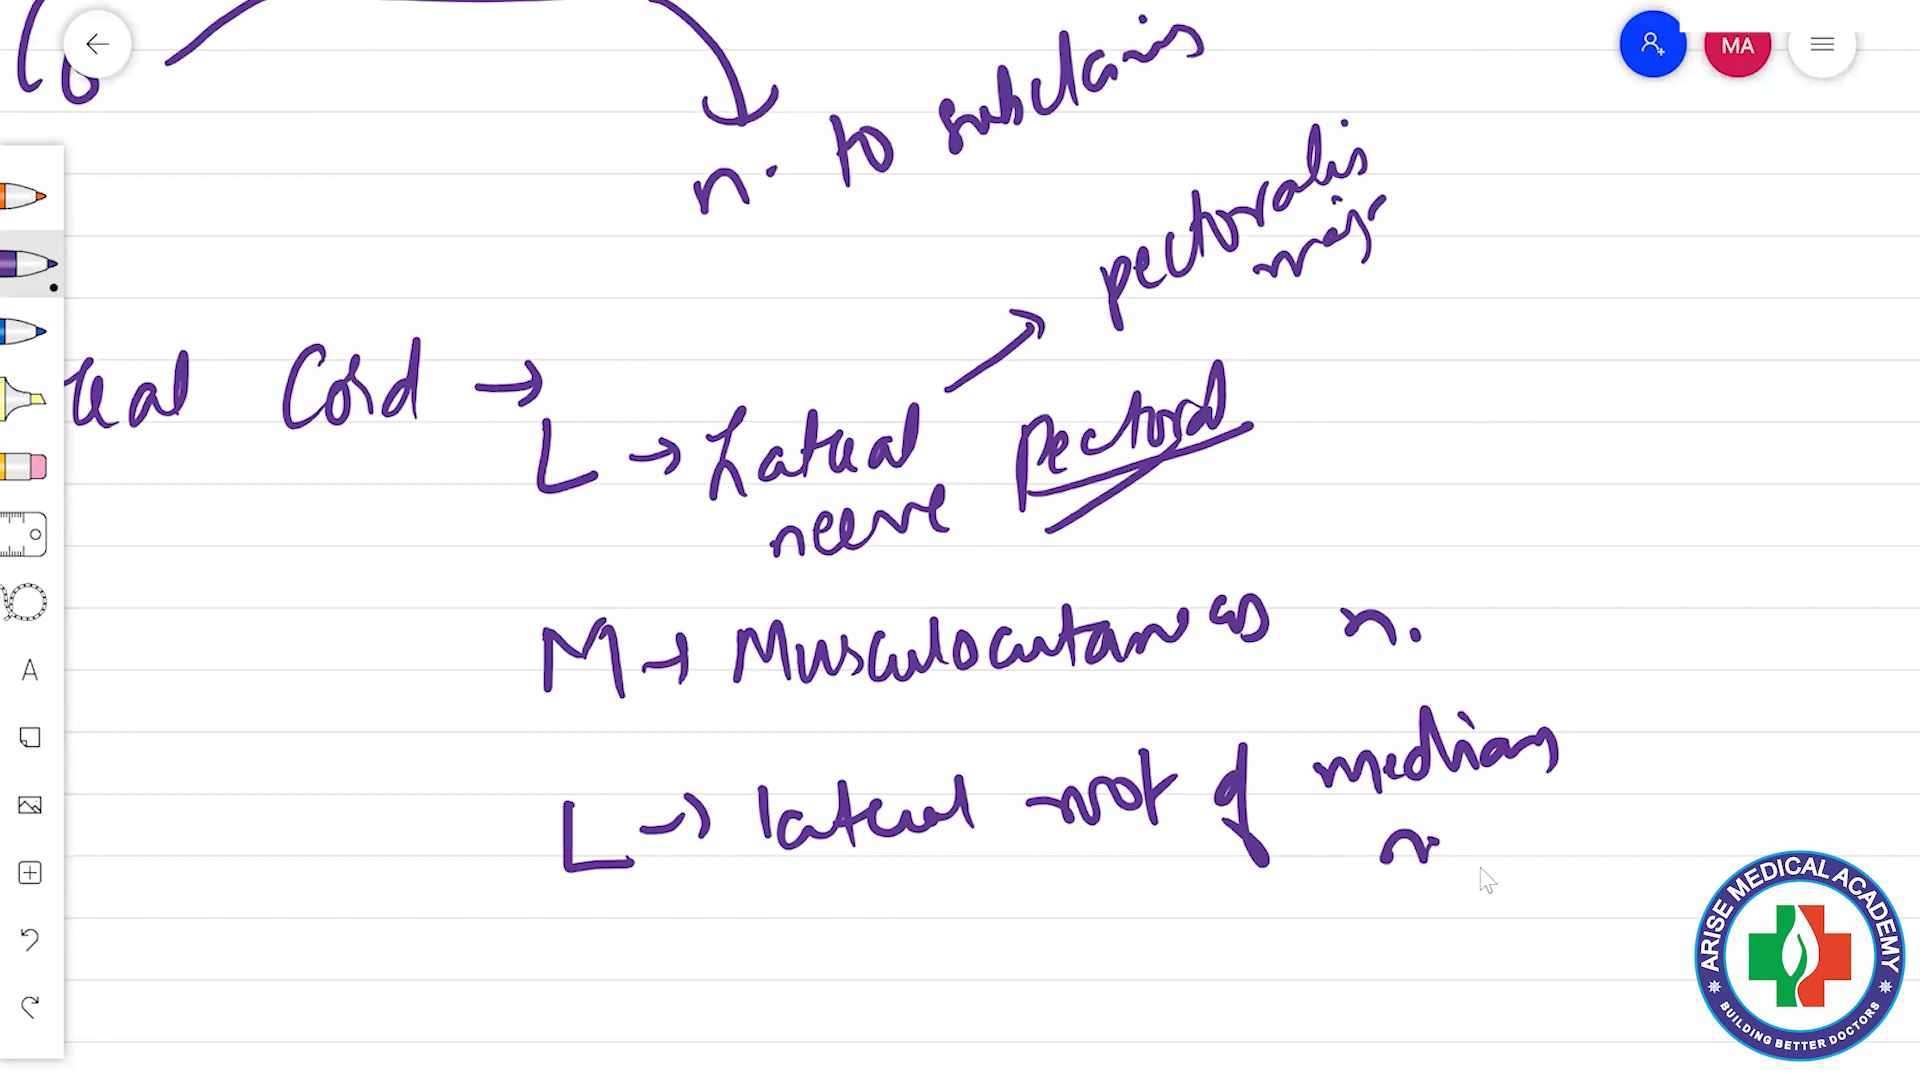 n. to subclavius
pectoralis
major
teral Cord →
L → Lateral Pectoral
nerve
M → Musculocutaneous n.
L → lateral root of median
n
MA
A
ARISE MEDICAL ACADEMY
BUILDING BETTER DOCTORS